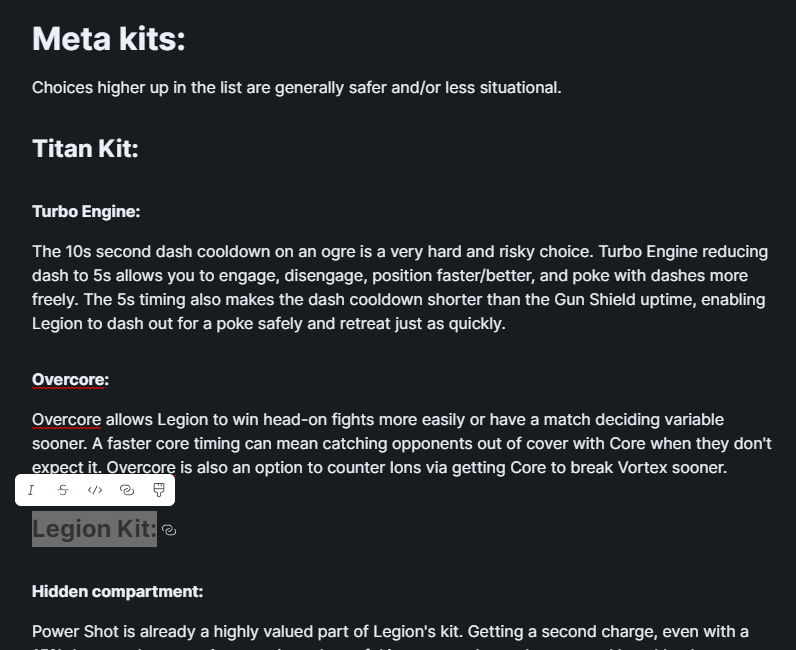 Meta kits:
Choices higher up in the list are generally safer and/or less situational.
Titan Kit:
Turbo Engine:
The 10s second dash cooldown on an ogre is a very hard and risky choice. Turbo Engine reducing
dash to 5s allows you to engage, disengage, position faster/better, and poke with dashes more
freely. The 5s timing also makes the dash cooldown shorter than the Gun Shield uptime, enabling
Legion to dash out for a poke safely and retreat just as quickly.
Overcore:
Overcore allows Legion to win head-on fights more easily or have a match deciding variable
sooner. A faster core timing can mean catching opponents out of cover with Core when they don't
expect it. Overcore is also an option to counter Ions via getting Core to break Vortex sooner.
Legion Kit:
Hidden compartment:
Power Shot is already a highly valued part of Legion's kit. Getting a second charge, even with a